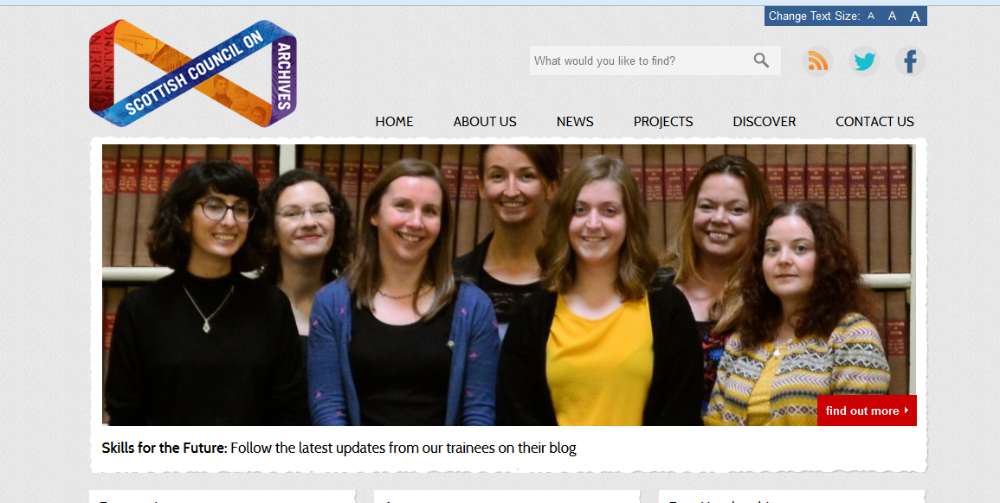 Change Text Size: A A A
SCOTTISH COUNCIL ON
ARCHIVES
What would you like to find?
HOME ABOUT US NEWS PROJECTS DISCOVER CONTACT US
find out more
Skills for the Future: Follow the latest updates from our trainees on their blog